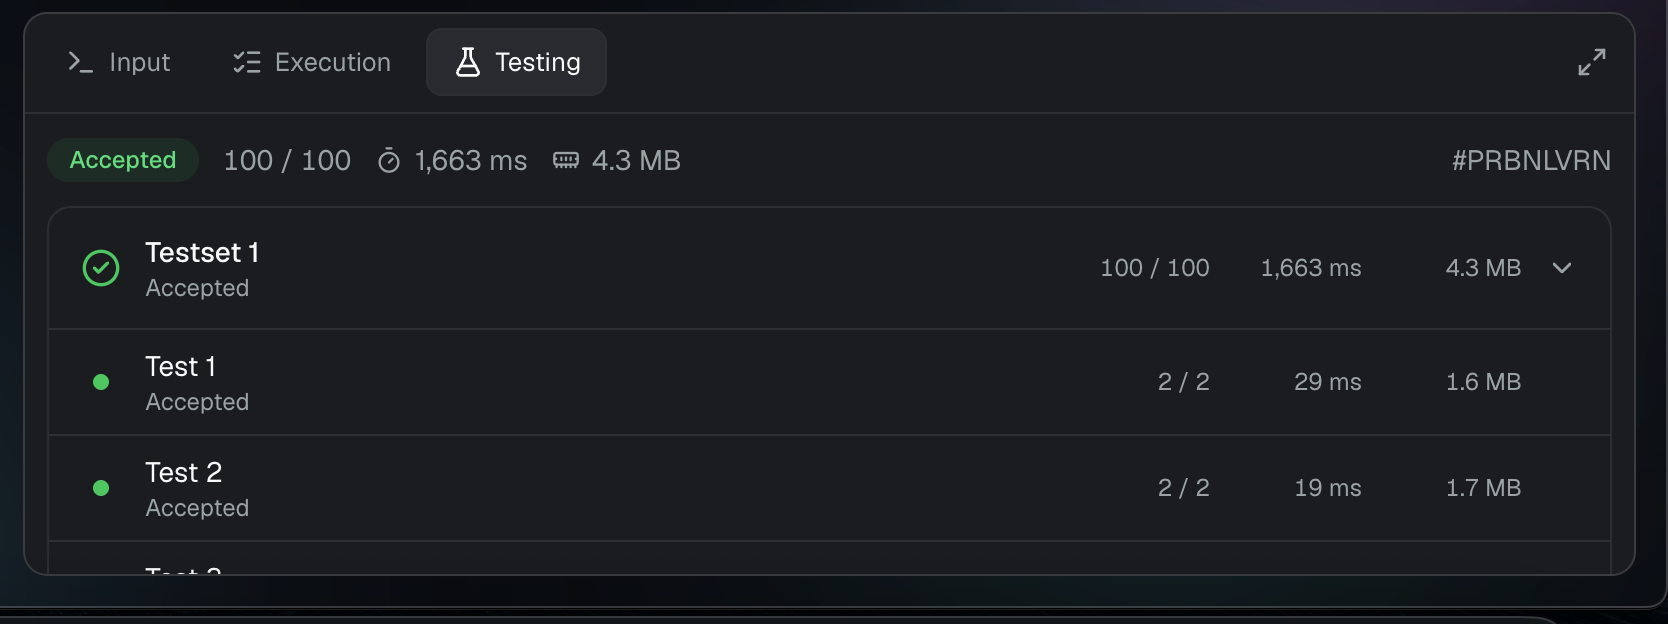 Input Execution Testing
Accepted 100 / 100 1,663 ms 4.3 MB #PRBNLVRN
Testset 1
Accepted
100 / 100 1,663 ms 4.3 MB
Test 1
Accepted
2 / 2 29 ms 1.6 MB
Test 2
Accepted
2 / 2 19 ms 1.7 MB